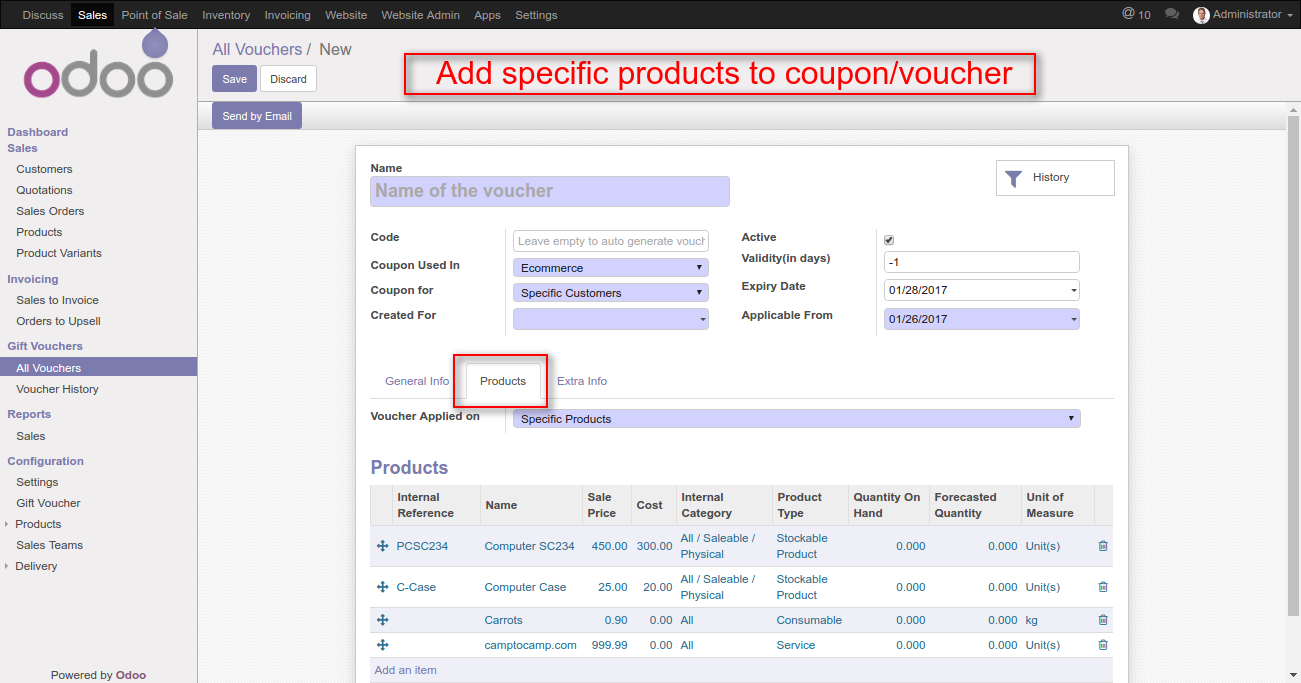 Discuss Sales Point of Sale Inventory Invoicing Website Website Admin Apps Settings @ 10 Administrator
odoo
All Vouchers / New
Save Discard
Add specific products to coupon/voucher
Send by Email
Dashboard
Sales
Customers
Quotations
Sales Orders
Products
Product Variants
Invoicing
Sales to Invoice
Orders to Upsell
Gift Vouchers
All Vouchers
Voucher History
Reports
Sales
Configuration
Settings
Gift Voucher
Products
Sales Teams
Delivery
Powered by Odoo
Name
Name of the voucher
History
Code Leave empty to auto generate vouch
Coupon Used In Ecommerce
Coupon for Specific Customers
Created For
Active
Validity(in days) -1
Expiry Date 01/28/2017
Applicable From 01/26/2017
General Info Products Extra Info
Voucher Applied on Specific Products
Products
Internal Reference Name Sale Price Cost Internal Category Product Type Quantity On Hand Forecasted Quantity Unit of Measure
PCSC234 Computer SC234 450.00 300.00 All / Saleable / Physical Stockable Product 0.000 0.000 Unit(s)
C-Case Computer Case 25.00 20.00 All / Saleable / Physical Stockable Product 0.000 0.000 Unit(s)
Carrots 0.90 0.00 All Consumable 0.000 0.000 kg
camptocamp.com 999.99 0.00 All Service 0.000 0.000 Unit(s)
Add an item